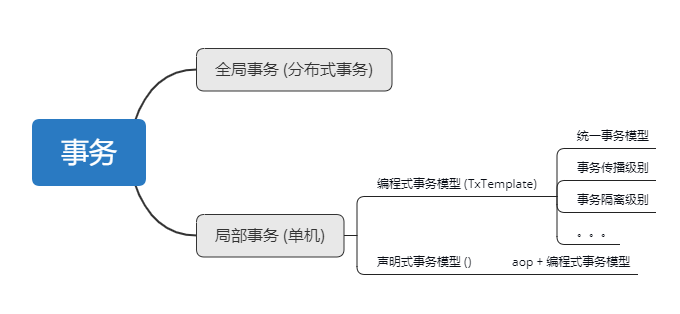 事务
全局事务 (分布式事务)
局部事务 (单机)
编程式事务模型 (TxTemplate)
统一事务模型
事务传播级别
事务隔离级别
。。。
声明式事务模型 ()
aop + 编程式事务模型